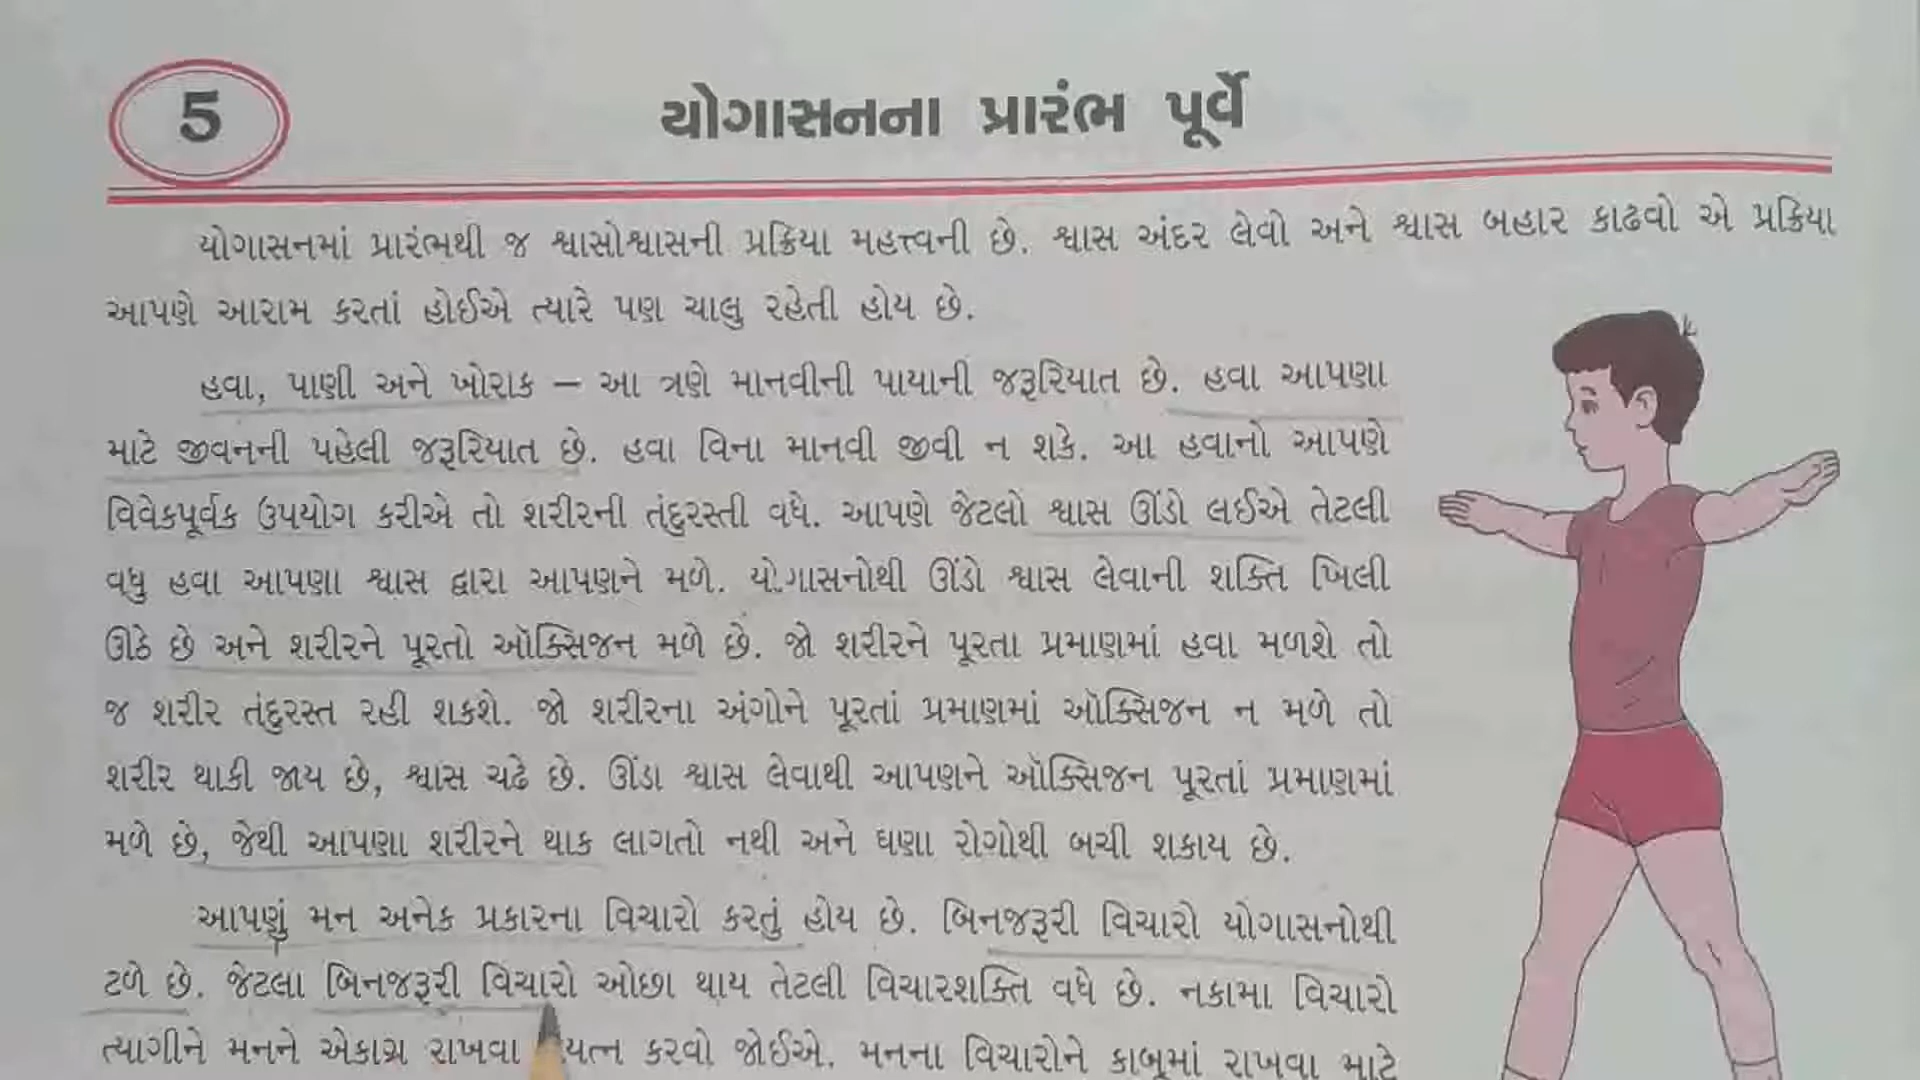 5
યોગાસનના પ્રારંભ પૂર્વે
યોગાસનમાં પ્રારંભથી જ શ્વાસોશ્વાસની પ્રક્રિયા મહત્ત્વની છે. શ્વાસ અંદર લેવો અને શ્વાસ બહાર કાઢવો એ પ્રક્રિયા
આપણે આરામ કરતાં હોઈએ ત્યારે પણ ચાલુ રહેતી હોય છે.
હવા, પાણી અને ખોરાક – આ ત્રણે માનવીની પાયાની જરૂરિયાત છે. હવા આપણા
માટે જીવનની પહેલી જરૂરિયાત છે. હવા વિના માનવી જીવી ન શકે. આ હવાનો આપણે
વિવેકપૂર્વક ઉપયોગ કરીએ તો શરીરની તંદુરસ્તી વધે. આપણે જેટલો શ્વાસ ઊંડો લઈએ તેટલી
વધુ હવા આપણા શ્વાસ દ્વારા આપણને મળે. યોગાસનોથી ઊંડો શ્વાસ લેવાની શક્તિ ખિલી
ઊઠે છે અને શરીરને પૂરતો ઑક્સિજન મળે છે. જો શરીરને પૂરતા પ્રમાણમાં હવા મળશે તો
જ શરીર તંદુરસ્ત રહી શકશે. જો શરીરના અંગોને પૂરતાં પ્રમાણમાં ઑક્સિજન ન મળે તો
શરીર થાકી જાય છે, શ્વાસ ચઢે છે. ઊંડા શ્વાસ લેવાથી આપણને ઑક્સિજન પૂરતાં પ્રમાણમાં
મળે છે, જેથી આપણા શરીરને થાક લાગતો નથી અને ઘણા રોગોથી બચી શકાય છે.
આપણું મન અનેક પ્રકારના વિચારો કરતું હોય છે. બિનજરૂરી વિચારો યોગાસનોથી
ટળે છે. જેટલા બિનજરૂરી વિચારો ઓછા થાય તેટલી વિચારશક્તિ વધે છે. નકામા વિચારો
ત્યાગીને મનને એકાગ્ર રાખવા કરવો જોઈએ. મનના વિચારોને કાબૂમાં રાખવા માટે